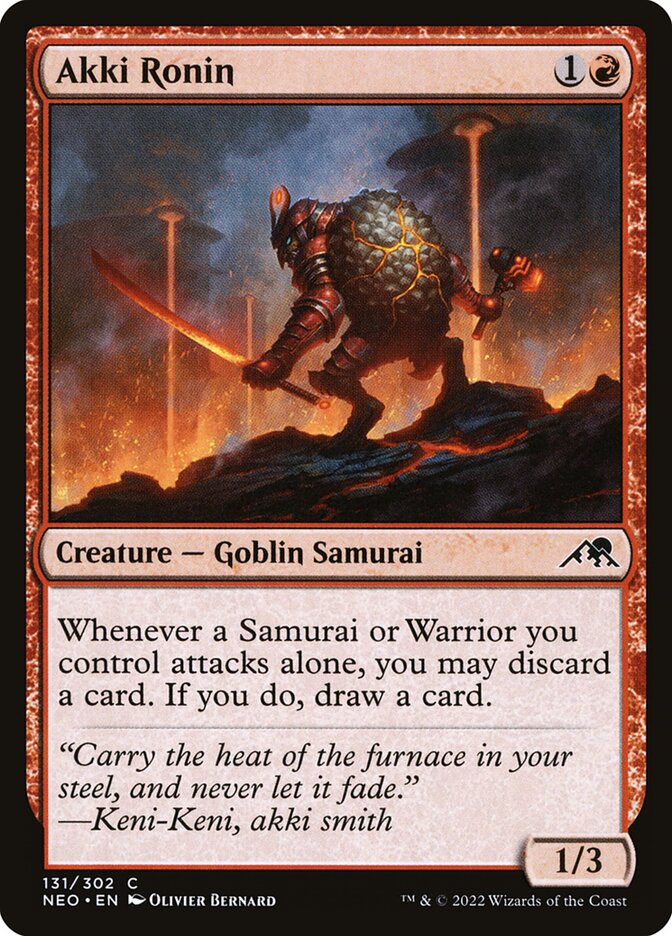 Akki Ronin 1
Creature — Goblin Samurai
Whenever a Samurai or Warrior you
control attacks alone, you may discard
a card. If you do, draw a card.
“Carry the heat of the furnace in your
steel, and never let it fade.”
—Keni-Keni, akki smith
1/3
131/302 C
NEO • EN Olivier Bernard
™ & © 2022 Wizards of the Coast